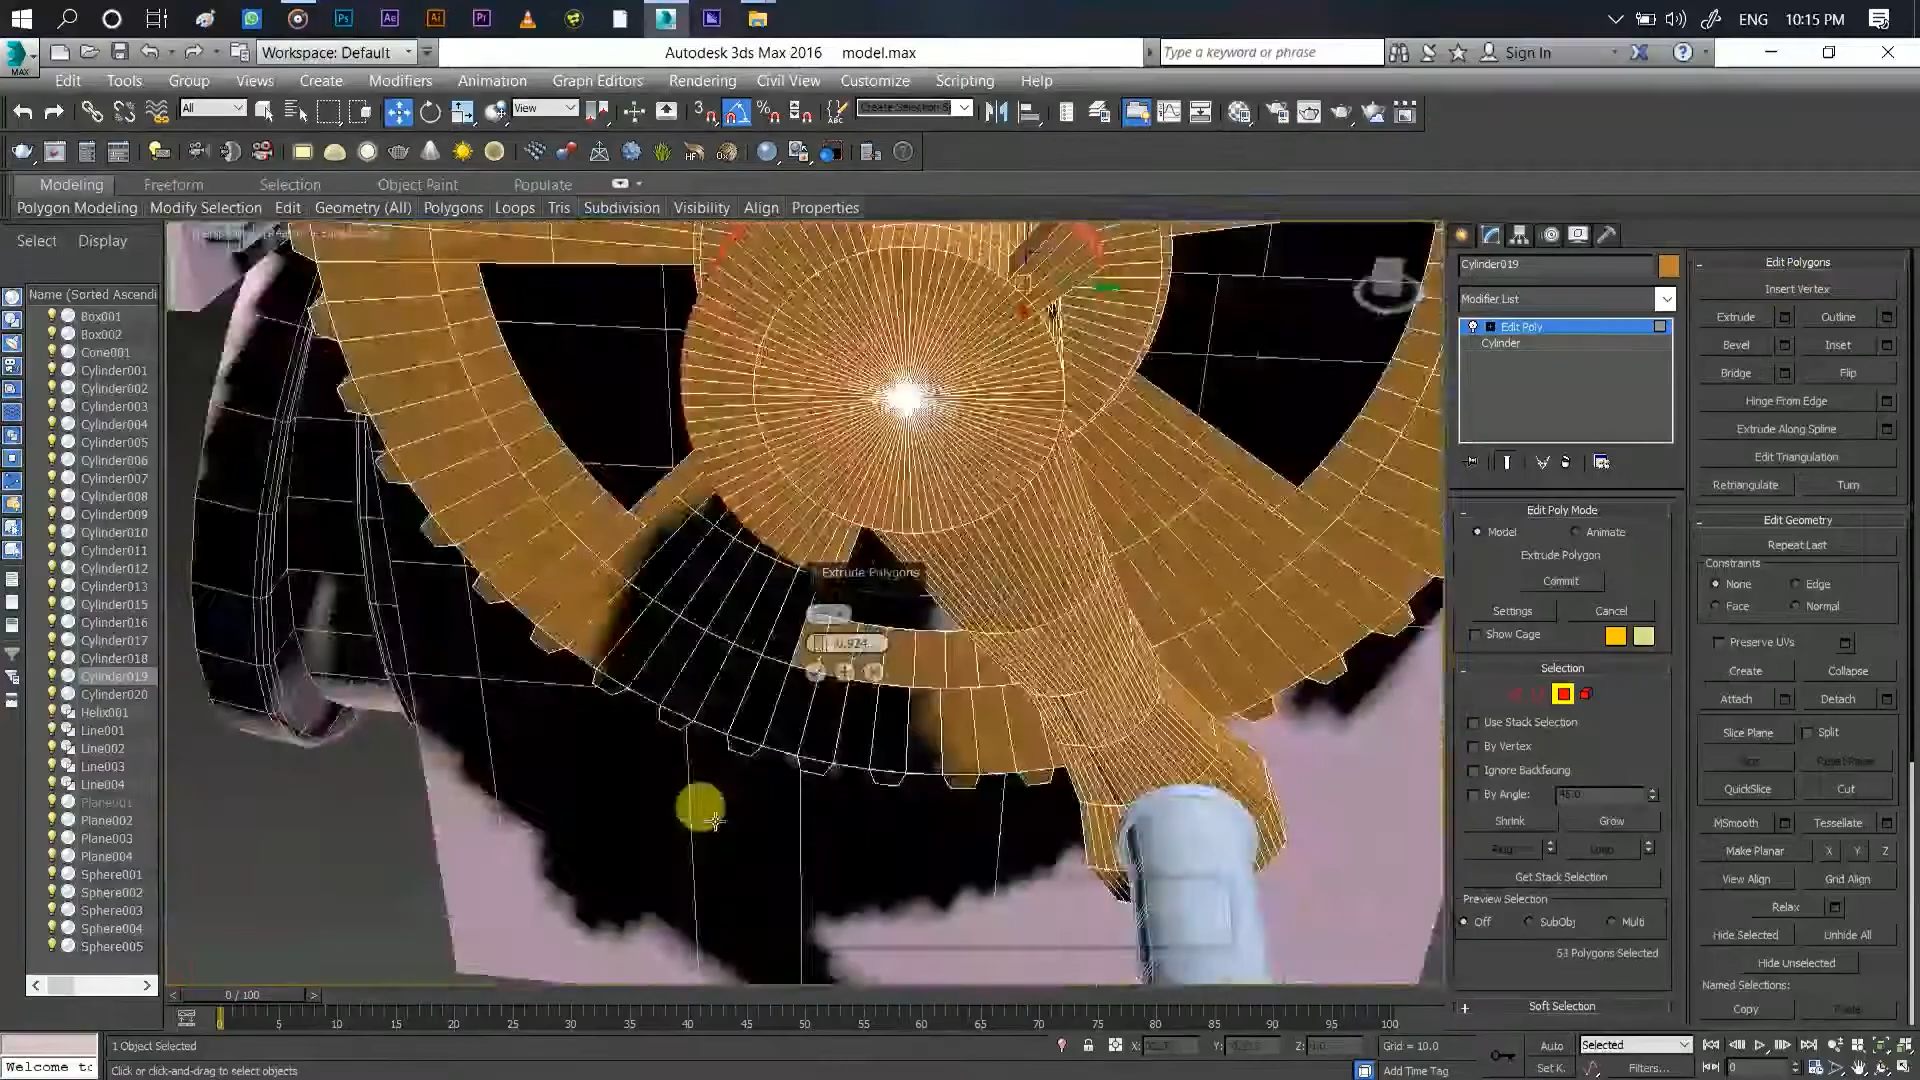 ENG
10:15 PM
Workspace: Default
Autodesk 3ds Max 2016 model.max
Type a keyword or phrase
Sign In
MAX
Edit Tools Group Views Create Modifiers Animation Graph Editors Rendering Civil View Customize Scripting Help
All
View
Modeling Freeform Selection Object Paint Populate
Polygon Modeling Modify Selection Edit Geometry (All) Polygons Loops Tris Subdivision Visibility Align Properties
Select Display
Name (Sorted Ascendi
Box001
Box002
Cone001
Cylinder001
Cylinder002
Cylinder003
Cylinder004
Cylinder005
Cylinder006
Cylinder007
Cylinder008
Cylinder009
Cylinder010
Cylinder011
Cylinder012
Cylinder013
Cylinder015
Cylinder016
Cylinder017
Cylinder018
Cylinder019
Cylinder020
Helix001
Line001
Line002
Line003
Line004
Plane001
Plane002
Plane003
Plane004
Sphere001
Sphere002
Sphere003
Sphere004
Sphere005
Extrude Polygons
0.924
Cylinder019
Modifier List
Edit Poly
Cylinder
Edit Poly Mode
Model Animate
Extrude Polygon
Commit
Settings Cancel
Show Cage
Selection
Use Stack Selection
By Vertex
Ignore Backfacing
By Angle: 45.0
Shrink Grow
Get Stack Selection
Preview Selection
Off SubObj Multi
53 Polygons Selected
Soft Selection
Edit Polygons
Insert Vertex
Extrude Outline
Bevel Inset
Bridge Flip
Hinge From Edge
Extrude Along Spline
Edit Triangulation
Retriangulate Turn
Edit Geometry
Repeat Last
Constraints
None Edge
Face Normal
Preserve UVs
Create Collapse
Attach Detach
Slice Plane Split
QuickSlice Cut
MSmooth Tessellate
Make Planar X Y Z
View Align Grid Align
Relax
Hide Selected Unhide All
Hide Unselected
Named Selections:
Copy
0 / 100
0 5 10 15 20 25 30 35 40 45 50 55 60 65 70 75 80 85 90 95 100
1 Object Selected
X: Y: Z:
Grid = 10.0
Auto
Selected
Welcome to
Click or click-and-drag to select objects
Add Time Tag
Set K.
Filters...
0